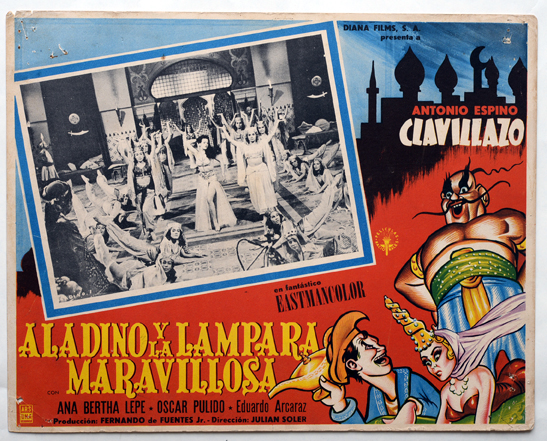 DIANA FILMS, S. A.
presenta a
ANTONIO ESPINO
CLAVILLAZO
en fantástico
EASTMANCOLOR
ALADINO Y LA LAMPARA
MARAVILLOSA
CON
ANA BERTHA LEPE • OSCAR PULIDO • Eduardo Arcaraz
Producción: FERNANDO de FUENTES Jr. - Dirección: JULIAN SOLER